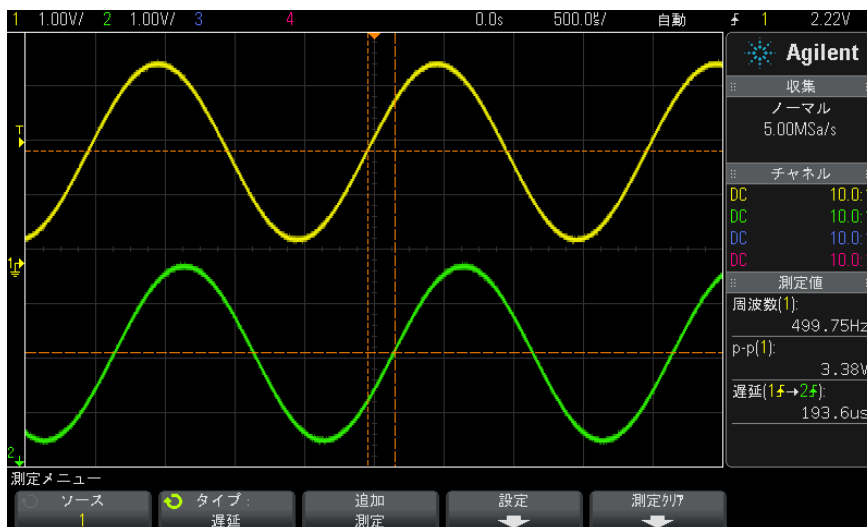 1 1.00V/ 2 1.00V/ 3 4 0.0s 500.0㎲/ 自動 1 2.22V
Agilent
収集
ノーマル
5.00MSa/s
チャネル
DC 10.0:
DC 10.0:
DC 10.0:
DC 10.0:
測定値
周波数(1):
499.75Hz
p-p(1):
3.38V
遅延(1→2):
193.6us
T
1
2
測定メニュー
ソース
1
タイプ:
遅延
追加
測定
設定
測定ｸﾘｱ